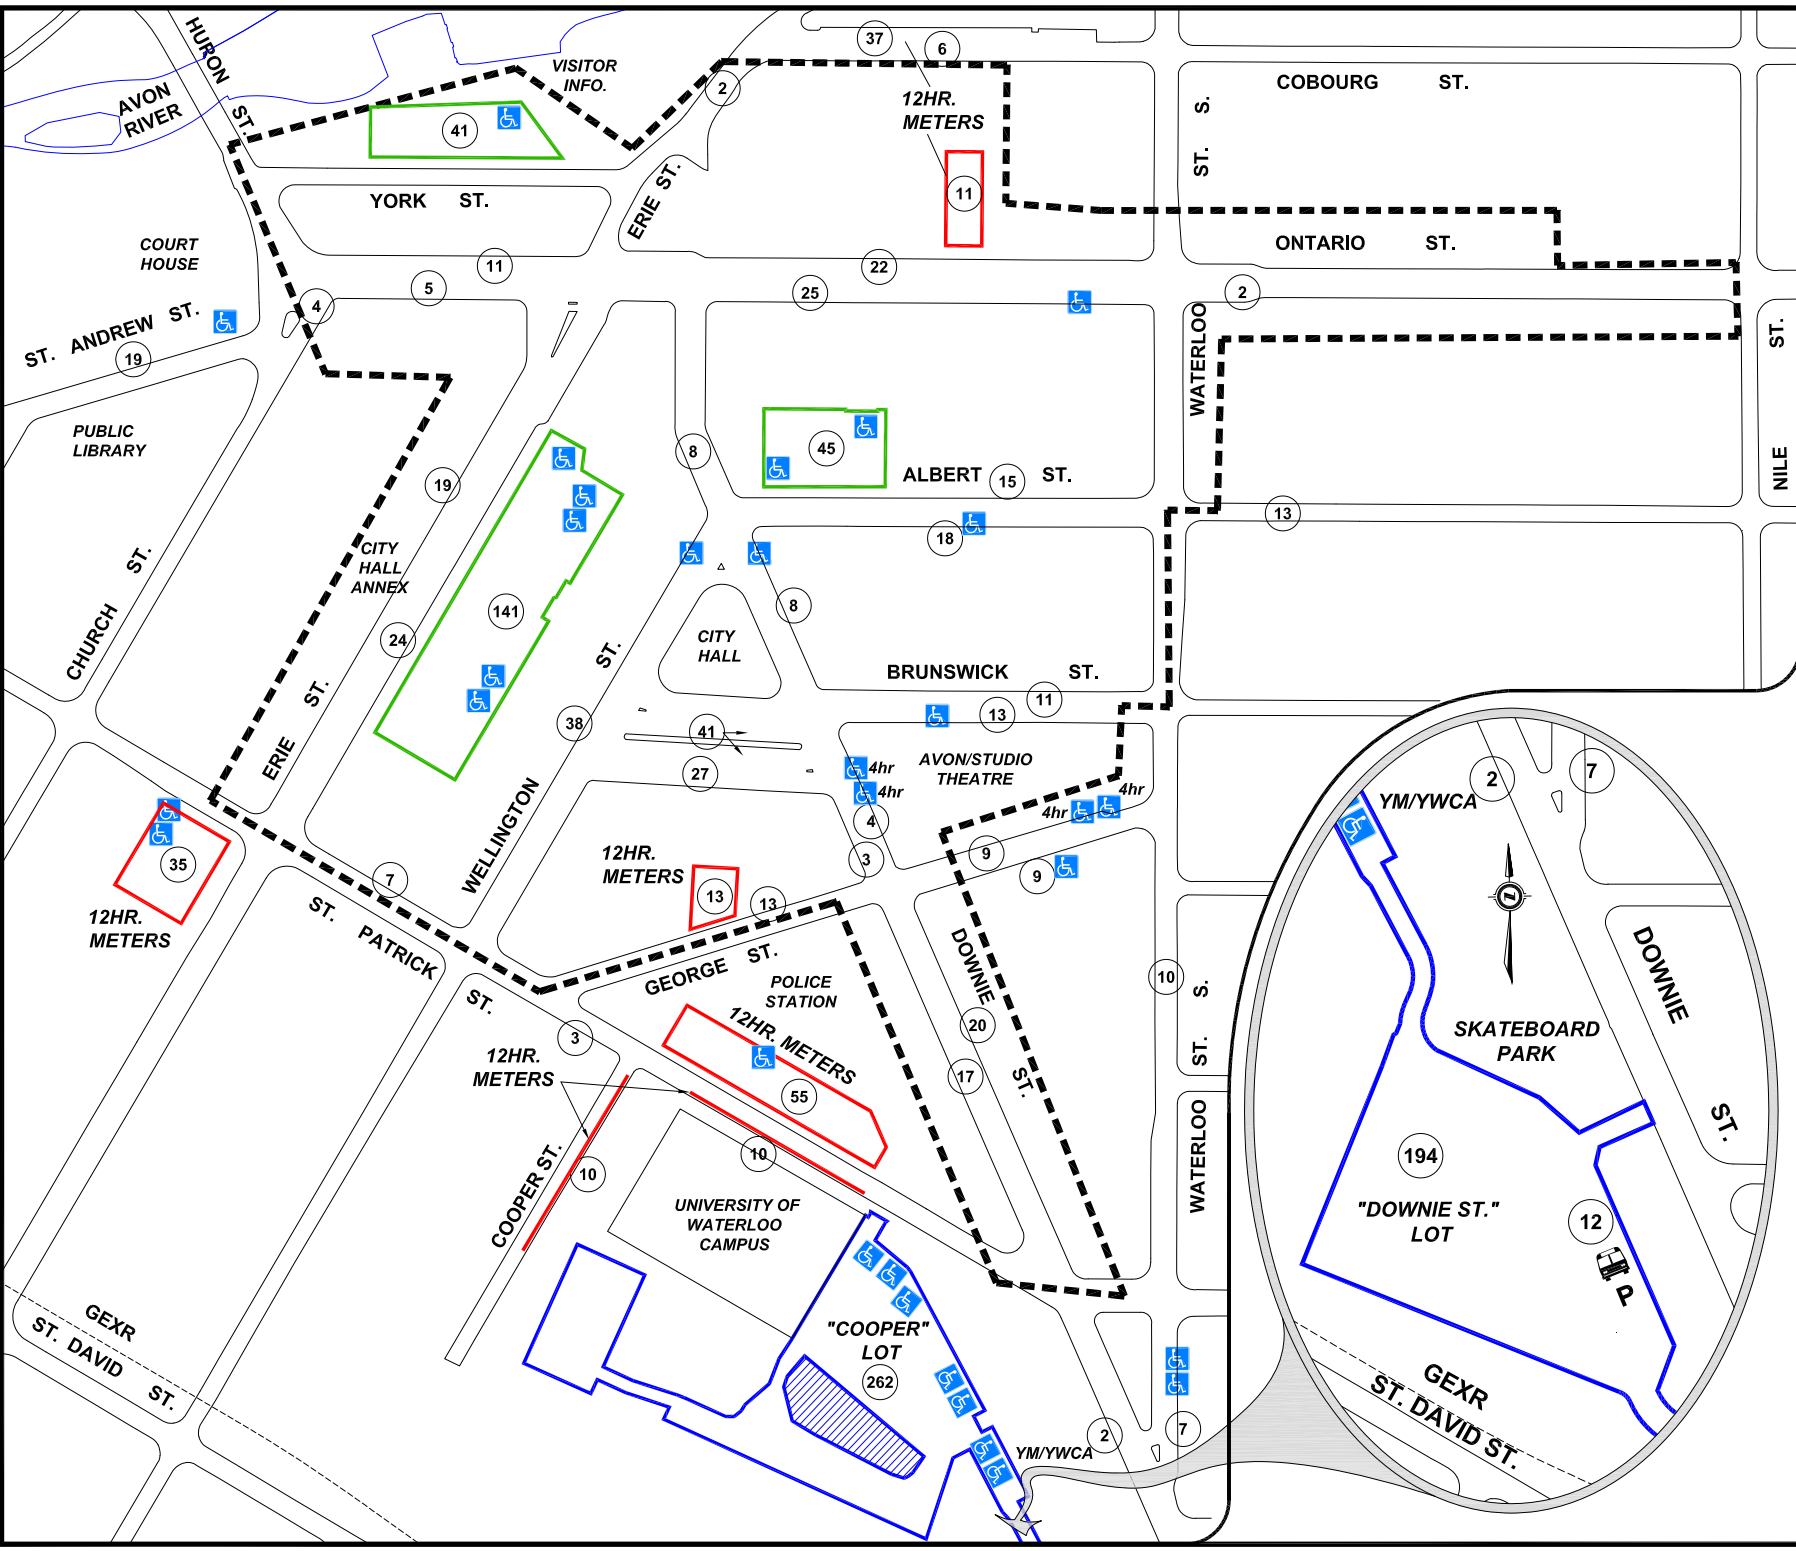 HURON ST.
AVON
RIVER
VISITOR
INFO.
41
2
37
6
12HR.
METERS
11
COBOURG ST.
ST. S.
YORK ST.
ERIE ST.
ONTARIO ST.
COURT
HOUSE
11
5
4
22
25
2
ST. ANDREW ST.
19
PUBLIC
LIBRARY
WATERLOO
NILE ST.
8
45
ALBERT ST.
15
19
13
18
CITY
HALL
ANNEX
141
24
8
CHURCH ST.
ST.
CITY
HALL
BRUNSWICK ST.
11
13
ERIE ST.
38
41
27
AVON/STUDIO
THEATRE
4hr
4hr
4hr
4hr
4
3
9
9
WELLINGTON
12HR.
METERS
13
13
35
12HR.
METERS
7
ST. PATRICK ST.
GEORGE ST.
POLICE
STATION
12HR. METERS
55
DOWNIE ST.
20
17
10
ST. S.
WATERLOO
3
12HR.
METERS
COOPER ST.
10
10
UNIVERSITY OF
WATERLOO
CAMPUS
"COOPER"
LOT
262
GEXR
ST. DAVID ST.
YM/YWCA
2
7
YM/YWCA
2
7
DOWNIE ST.
SKATEBOARD
PARK
194
"DOWNIE ST."
LOT
12
P
GEXR
ST. DAVID ST.